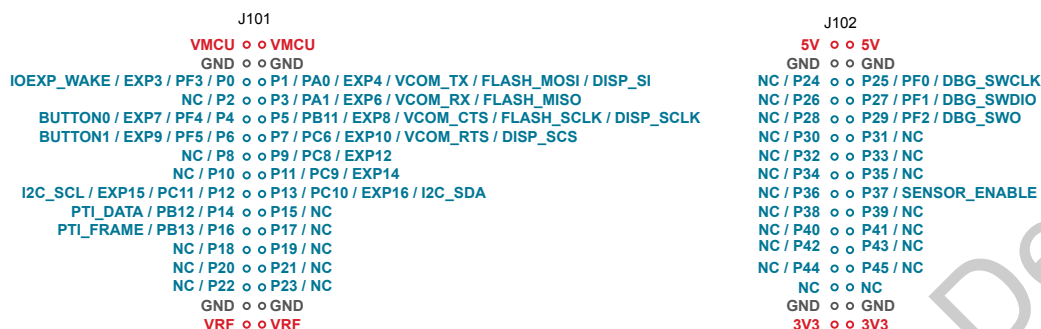 J101
VMCU VMCU
GND GND
IOEXP_WAKE / EXP3 / PF3 / P0 P1 / PA0 / EXP4 / VCOM_TX / FLASH_MOSI / DISP_SI
NC / P2 P3 / PA1 / EXP6 / VCOM_RX / FLASH_MISO
BUTTON0 / EXP7 / PF4 / P4 P5 / PB11 / EXP8 / VCOM_CTS / FLASH_SCLK / DISP_SCLK
BUTTON1 / EXP9 / PF5 / P6 P7 / PC6 / EXP10 / VCOM_RTS / DISP_SCS
NC / P8 P9 / PC8 / EXP12
NC / P10 P11 / PC9 / EXP14
I2C_SCL / EXP15 / PC11 / P12 P13 / PC10 / EXP16 / I2C_SDA
PTI_DATA / PB12 / P14 P15 / NC
PTI_FRAME / PB13 / P16 P17 / NC
NC / P18 P19 / NC
NC / P20 P21 / NC
NC / P22 P23 / NC
GND GND
VRF VRF
J102
5V 5V
GND GND
NC / P24 P25 / PF0 / DBG_SWCLK
NC / P26 P27 / PF1 / DBG_SWDIO
NC / P28 P29 / PF2 / DBG_SWO
NC / P30 P31 / NC
NC / P32 P33 / NC
NC / P34 P35 / NC
NC / P36 P37 / SENSOR_ENABLE
NC / P38 P39 / NC
NC / P40 P41 / NC
NC / P42 P43 / NC
NC / P44 P45 / NC
NC NC
GND GND
3V3 3V3